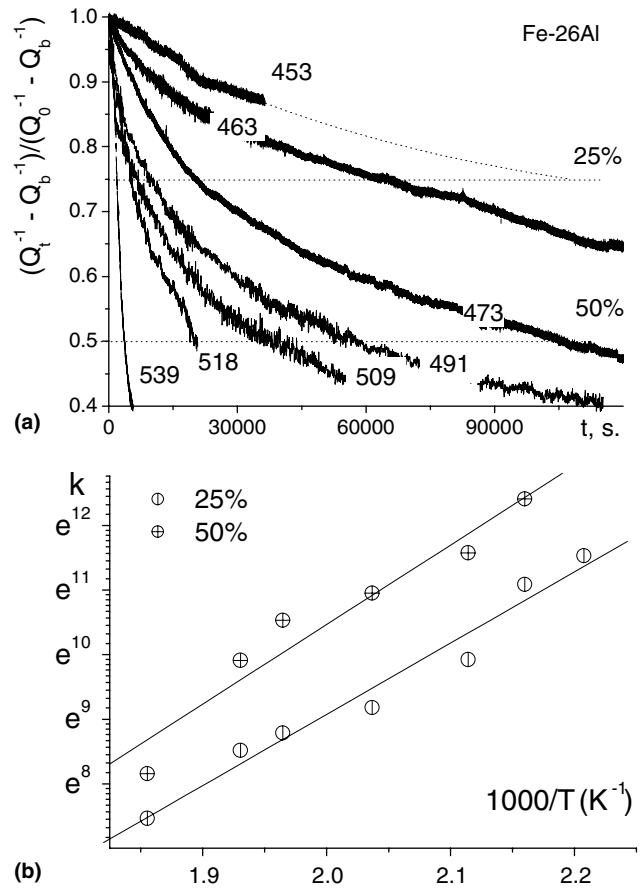 (a)
Fe-26Al
(Q_t^-1 - Q_b^-1)/(Q_0^-1 - Q_b^-1)
1.0
0.9
0.8
0.7
0.6
0.5
0.4
453
463
25%
50%
473
491
509
518
539
0
30000
60000
90000
t, s.
(b)
k
25%
50%
e^12
e^11
e^10
e^9
e^8
1000/T (K^-1)
1.9
2.0
2.1
2.2